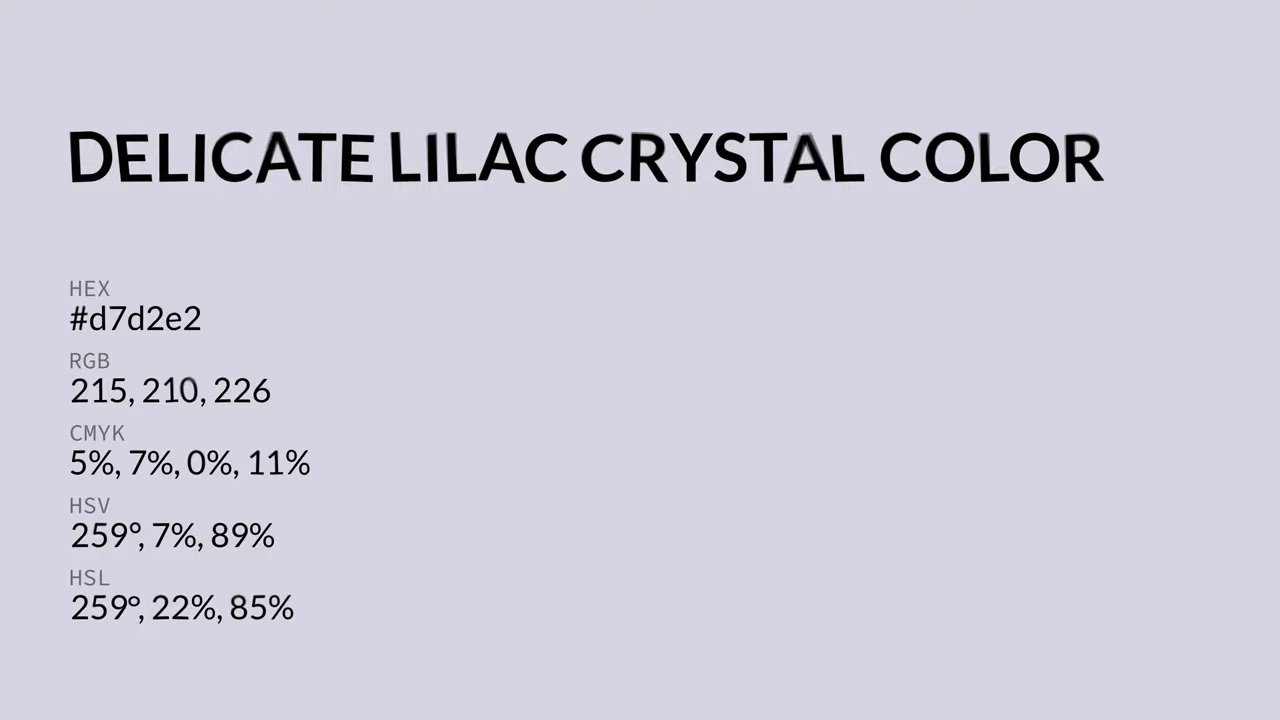 DELICATE LILAC CRYSTAL COLOR
HEX
#d7d2e2
RGB
215, 210, 226
CMYK
5%, 7%, 0%, 11%
HSV
259°, 7%, 89%
HSL
259°, 22%, 85%